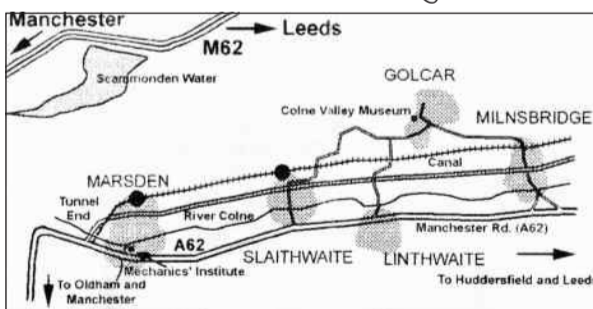 Manchester
Leeds
M62
Scammonden Water
GOLCAR
Colne Valley Museum
MILNSBRIDGE
Canal
MARSDEN
Tunnel
End
River Colne
A62
Manchester Rd. (A62)
Mechanics' Institute
SLAITHWAITE
LINTHWAITE
To Oldham and
Manchester
To Huddersfield and Leeds